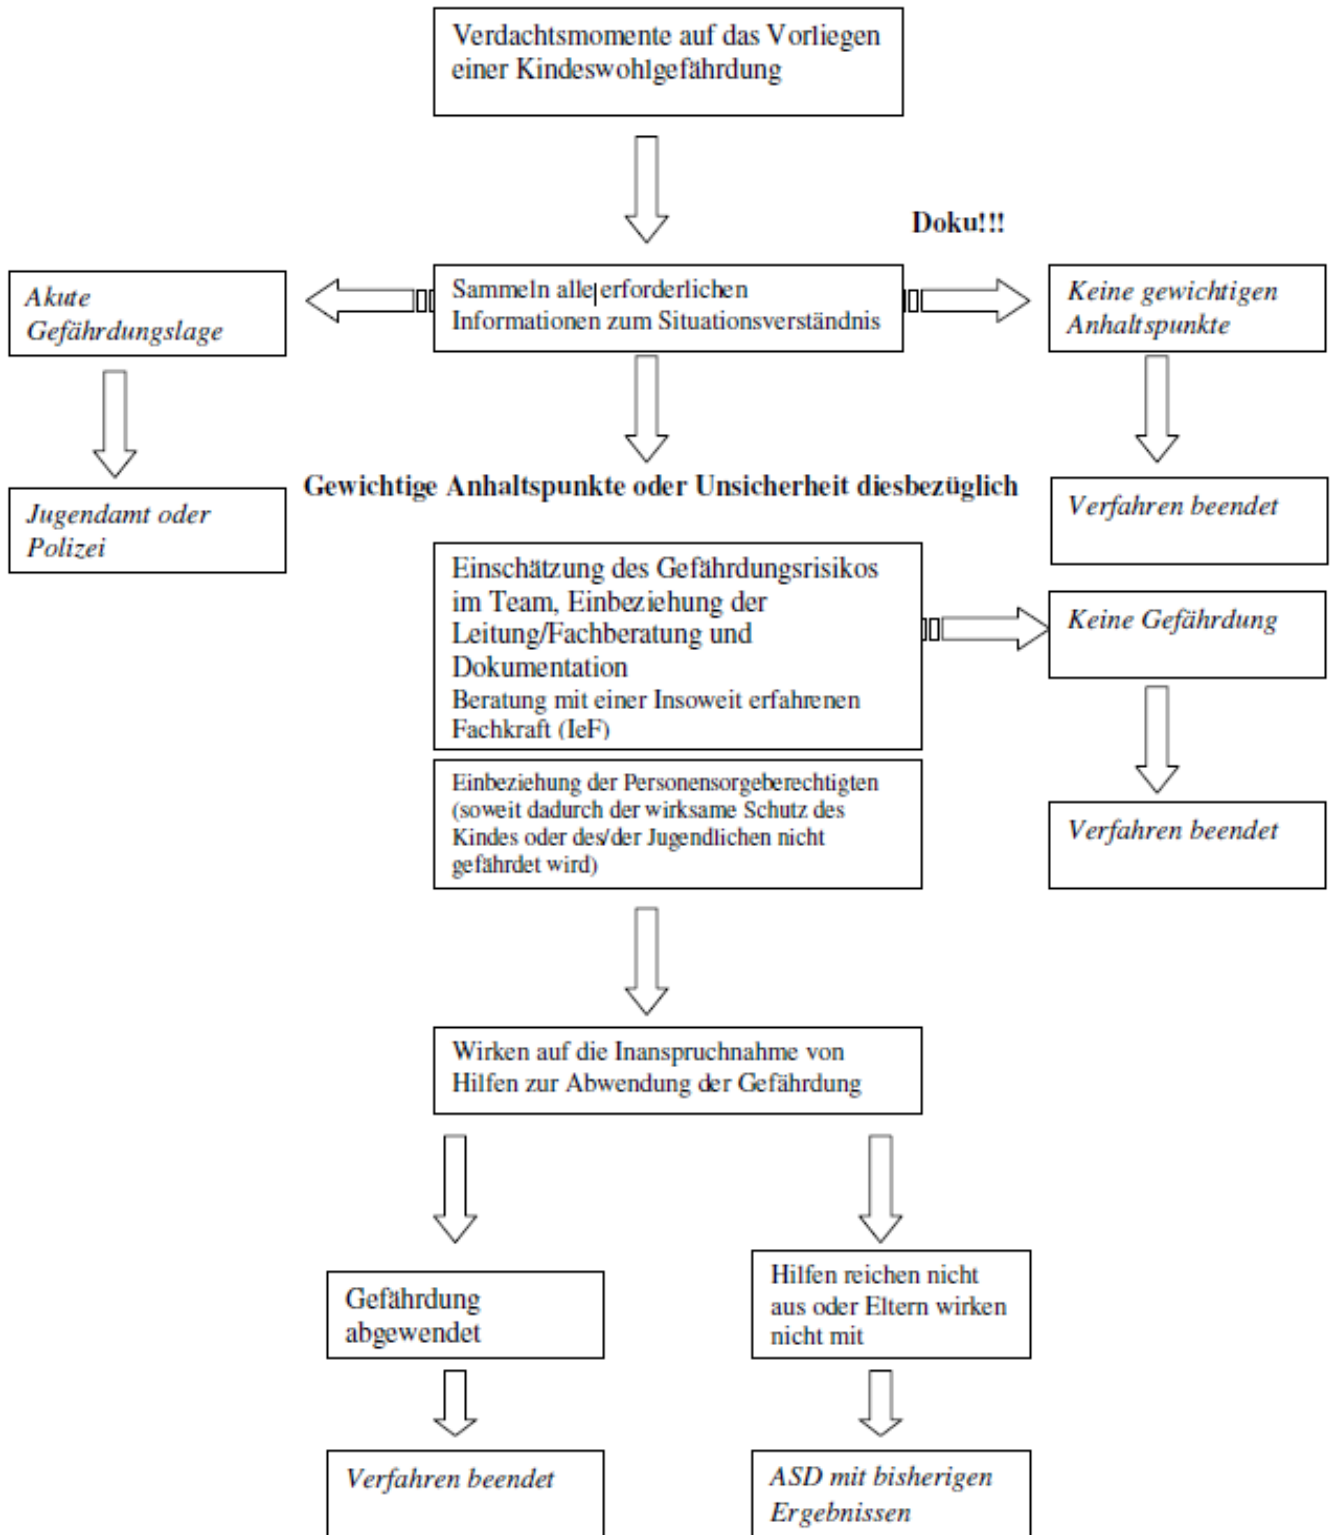 Verdachtsmomente auf das Vorliegen
einer Kindeswohlgefährdung
Doku!!!
Akute
Gefährdungslage
Sammeln alle erforderlichen
Informationen zum Situationsverständnis
Keine gewichtigen
Anhaltspunkte
Gewichtige Anhaltspunkte oder Unsicherheit diesbezüglich
Jugendamt oder
Polizei
Verfahren beendet
Einschätzung des Gefährdungsrisikos
im Team, Einbeziehung der
Leitung/Fachberatung und
Dokumentation
Beratung mit einer Insoweit erfahrenen
Fachkraft (IeF)
Keine Gefährdung
Einbeziehung der Personensorgeberechtigten
(soweit dadurch der wirksame Schutz des
Kindes oder des/der Jugendlichen nicht
gefährdet wird)
Verfahren beendet
Wirken auf die Inanspruchnahme von
Hilfen zur Abwendung der Gefährdung
Gefährdung
abgewendet
Hilfen reichen nicht
aus oder Eltern wirken
nicht mit
Verfahren beendet
ASD mit bisherigen
Ergebnissen